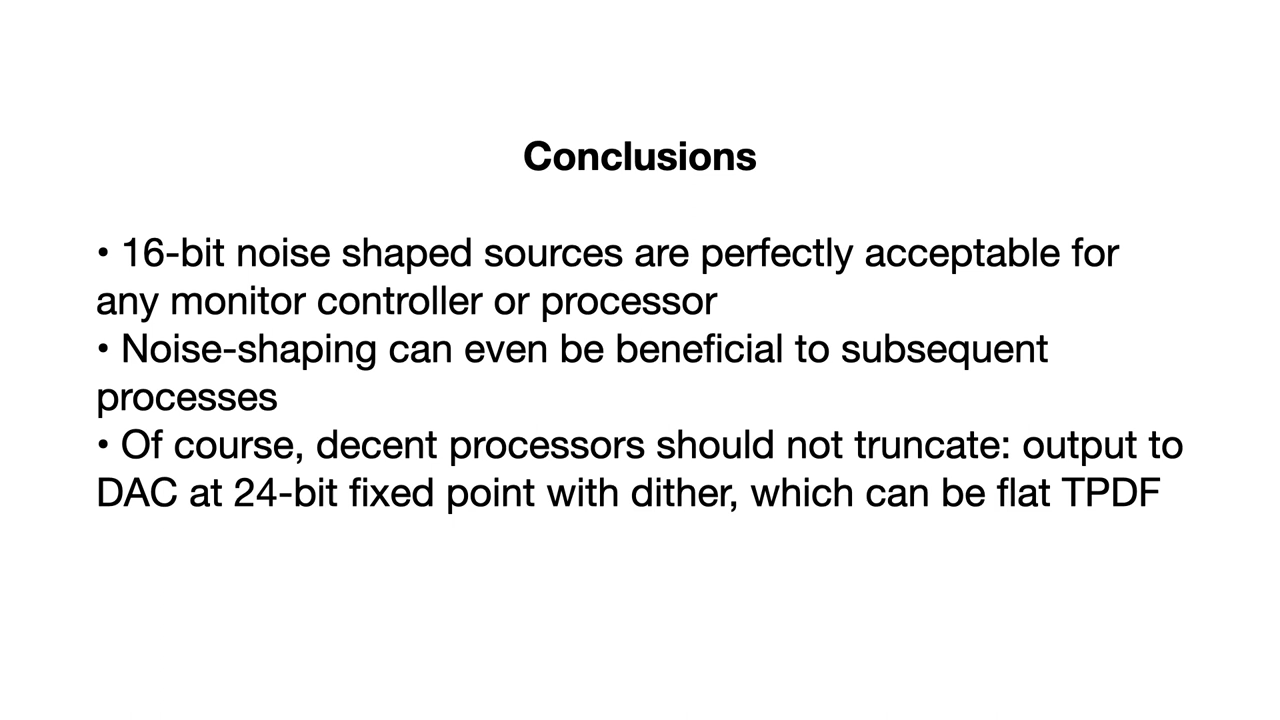 Conclusions
• 16-bit noise shaped sources are perfectly acceptable for
any monitor controller or processor
• Noise-shaping can even be beneficial to subsequent
processes
• Of course, decent processors should not truncate: output to
DAC at 24-bit fixed point with dither, which can be flat TPDF